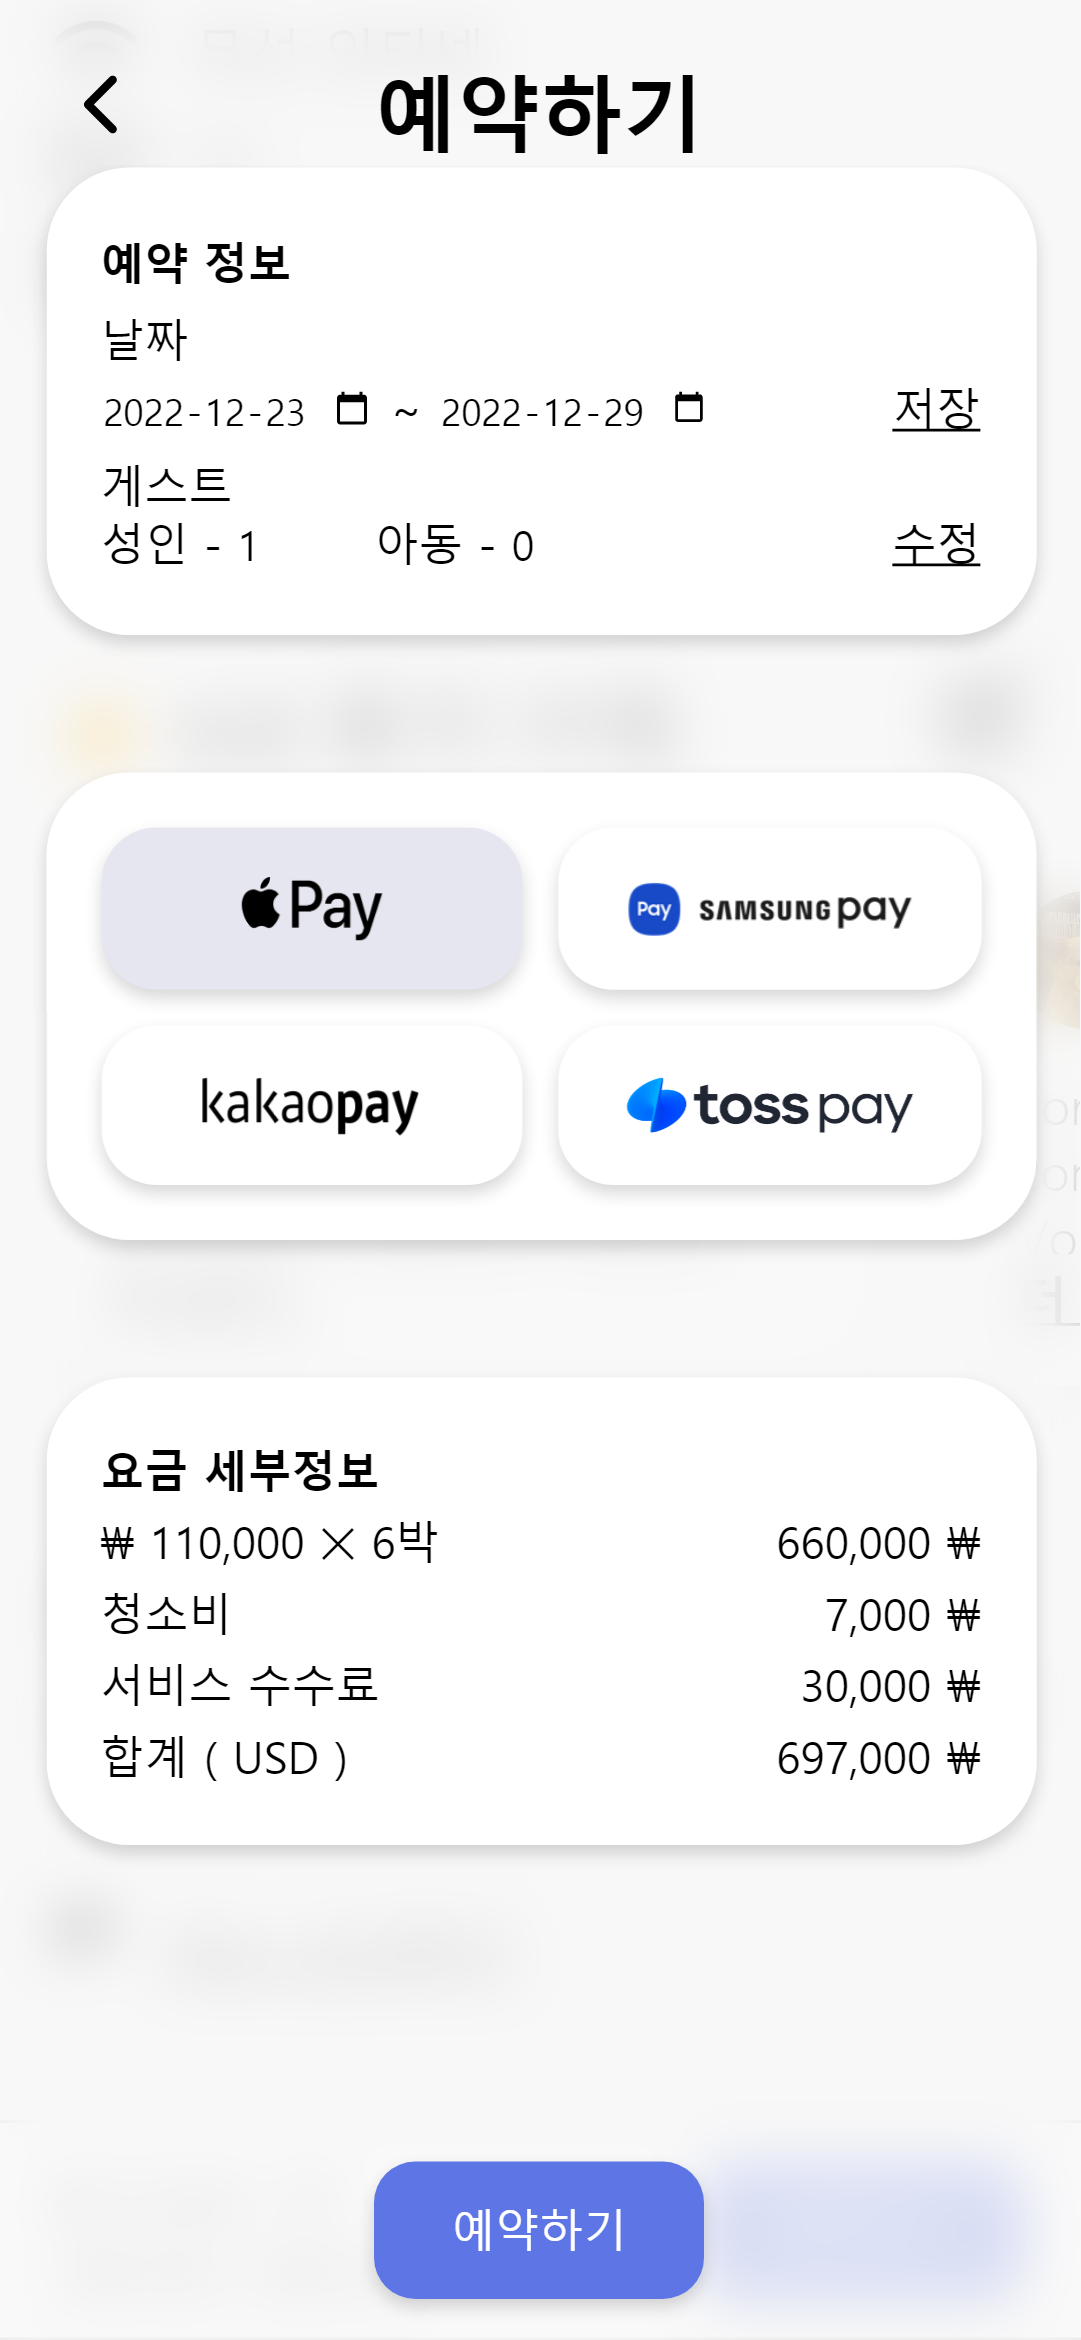 예약하기
예약 정보
날짜
2022-12-23 ~ 2022-12-29 저장
게스트
성인 - 1 아동 - 0 수정
Pay
Pay SAMSUNG pay
kakaopay
toss pay
요금 세부정보
₩ 110,000 × 6박 660,000 ₩
청소비 7,000 ₩
서비스 수수료 30,000 ₩
합계 ( USD ) 697,000 ₩
예약하기